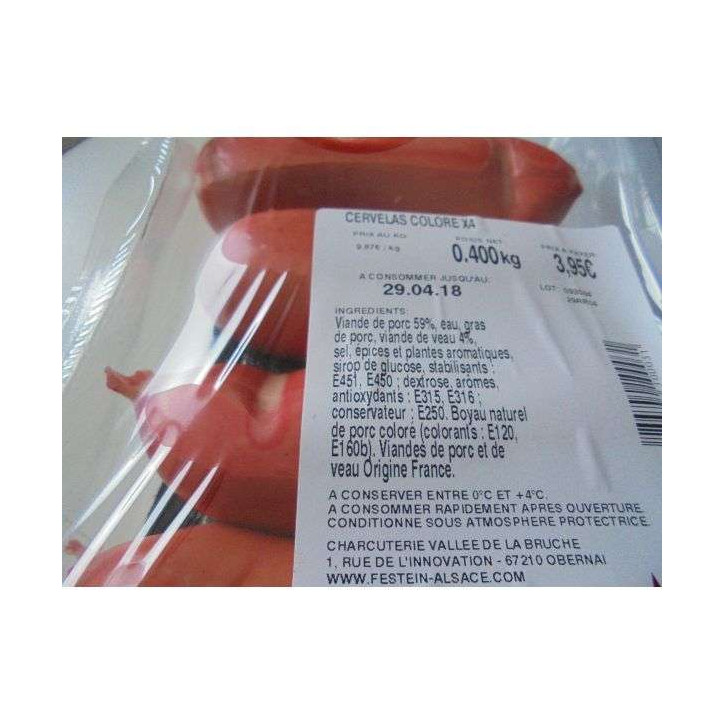 CERVELAS COLORE X4
PRIX AU KG POIDS NET PRIX A PAYER
0,400kg 3,95€
A CONSOMMER JUSQU'AU:
29.04.18
LOT:
INGREDIENTS:
Viande de porc 59%, eau, gras
de porc, viande de veau 4%,
sel, épices et plantes aromatiques,
sirop de glucose, stabilisants :
E451, E450 ; dextrose, arômes,
antioxydants : E315, E316 ;
conservateur : E250. Boyau naturel
de porc coloré (colorants : E120,
E160b). Viandes de porc et de
veau Origine France.
A CONSERVER ENTRE 0°C ET +4°C.
A CONSOMMER RAPIDEMENT APRES OUVERTURE.
CONDITIONNE SOUS ATMOSPHERE PROTECTRICE.
CHARCUTERIE VALLEE DE LA BRUCHE
1, RUE DE L'INNOVATION - 67210 OBERNAI
WWW.FESTEIN-ALSACE.COM